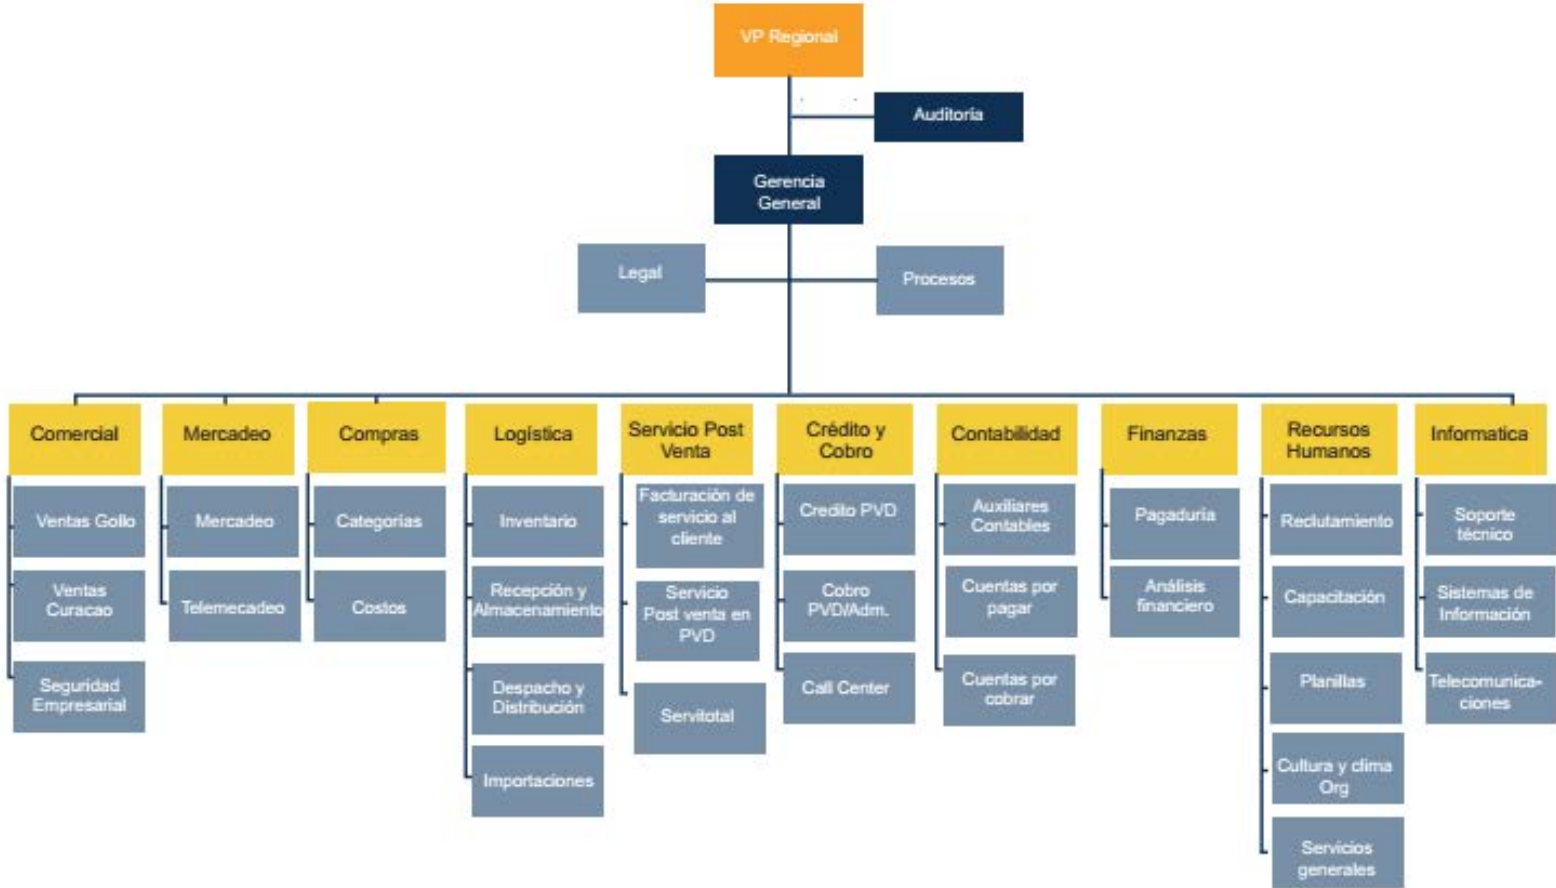 VP Regional
Auditoria
Gerencia
General
Legal
Procesos
Comercial
Ventas Gollo
Ventas
Curacao
Seguridad
Empresarial
Mercadeo
Mercadeo
Telemecadeo
Compras
Categorías
Costos
Logística
Inventario
Recepción y
Almacenamiento
Despacho y
Distribución
Importaciones
Servicio Post
Venta
Facturación de
servicio al
cliente
Servicio
Post venta en
PVD
Servitotal
Crédito y
Cobro
Credito PVD
Cobro
PVD/Adm.
Call Center
Contabilidad
Auxiliares
Contables
Cuentas por
pagar
Cuentas por
cobrar
Finanzas
Pagaduria
Análisis
financiero
Recursos
Humanos
Reclutamiento
Capacitación
Planillas
Cultura y clima
Org
Servicios
generales
Informatica
Soporte
técnico
Sistemas de
Información
Telecomunica-
ciones